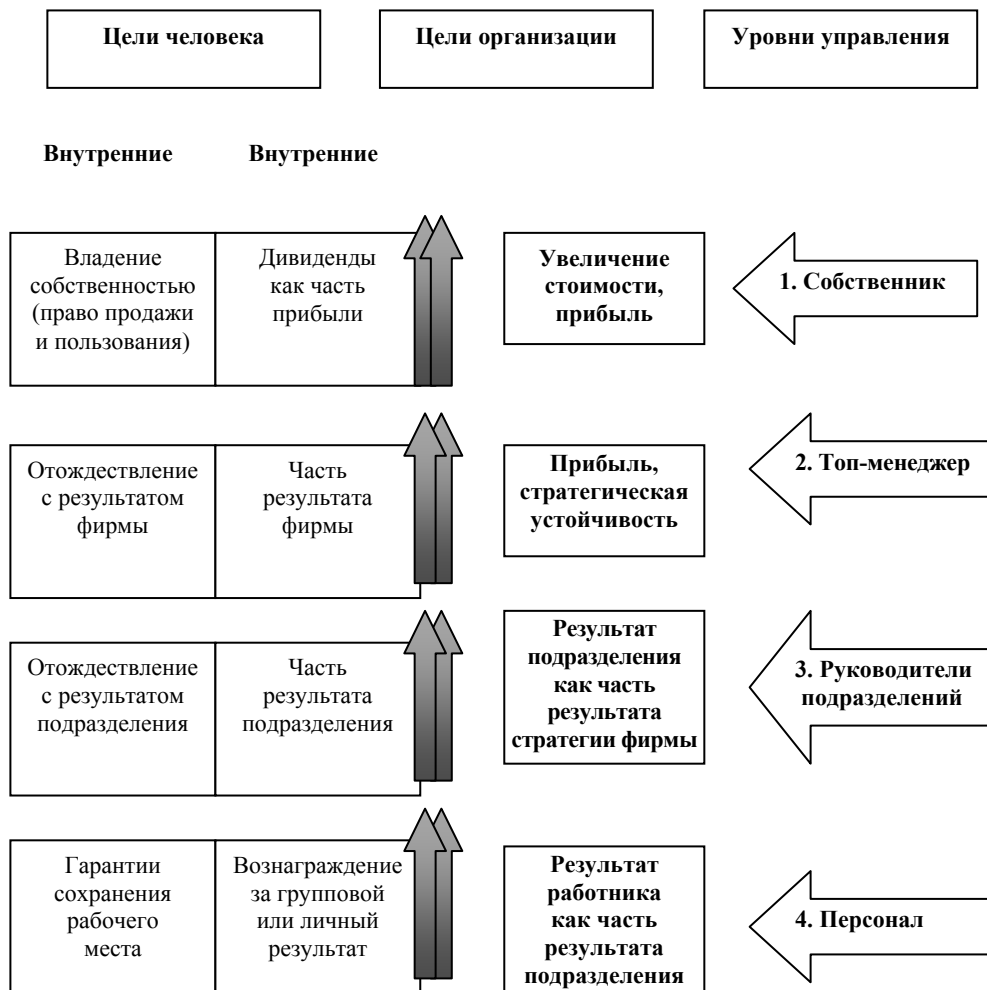 Цели человека
Цели организации
Уровни управления
Внутренние
Внутренние
Владение
собственностью
(право продажи
и пользования)
Дивиденды
как часть
прибыли
Увеличение
стоимости,
прибыль
1. Собственник
Отождествление
с результатом
фирмы
Часть
результата
фирмы
Прибыль,
стратегическая
устойчивость
2. Топ-менеджер
Отождествление
с результатом
подразделения
Часть
результата
подразделения
Результат
подразделения
как часть
результата
стратегии фирмы
3. Руководители
подразделений
Гарантии
сохранения
рабочего
места
Вознаграждение
за групповой
или личный
результат
Результат
работника
как часть
результата
подразделения
4. Персонал